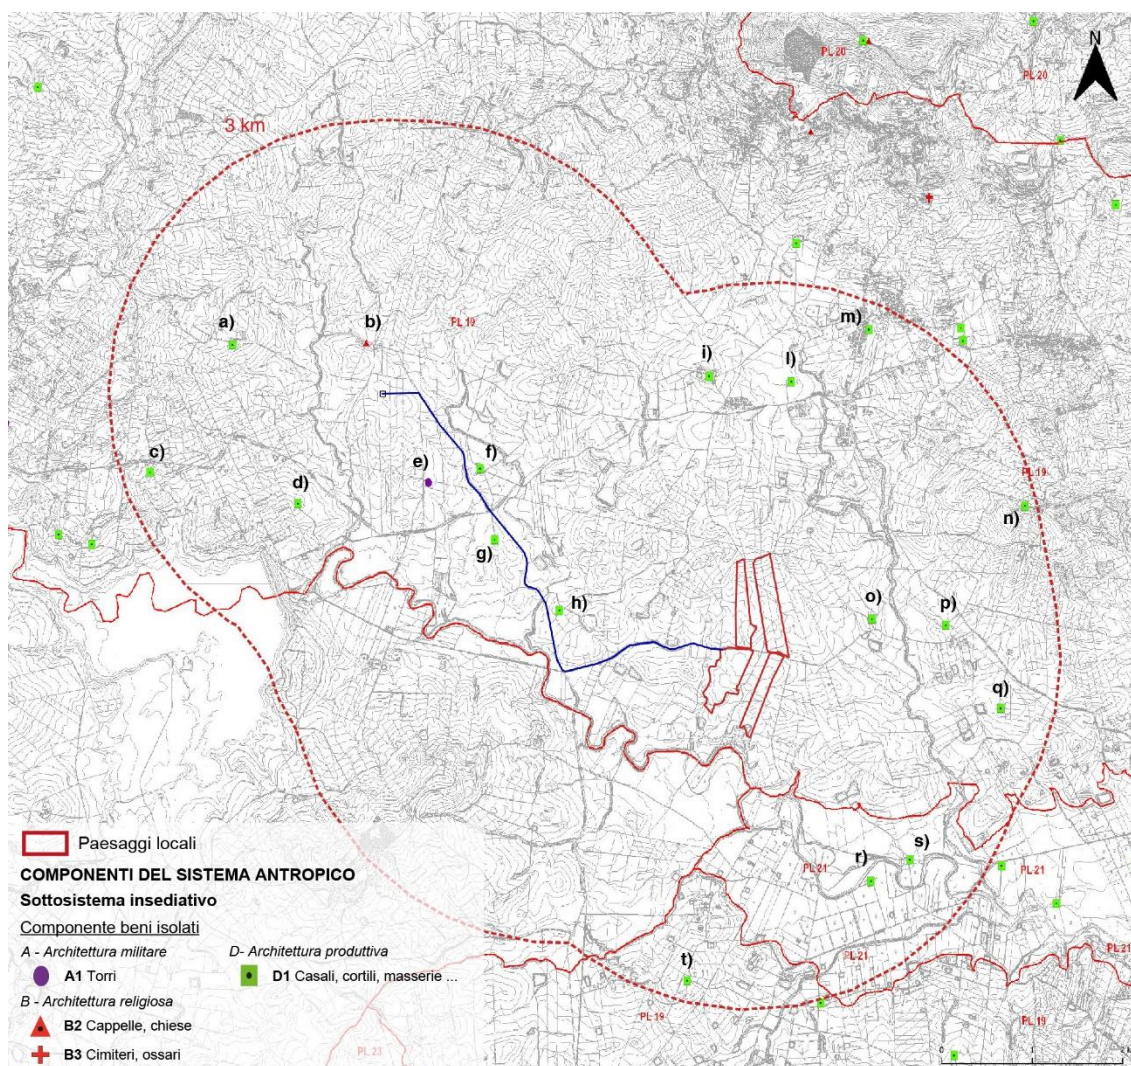 N
PL 20
PL 20
3 km
PL 19
a)
b)
m)
i)
l)
c)
d)
e)
f)
g)
h)
PL 19
n)
o)
p)
q)
r)
s)
PL 21
PL 21
PL 21
PL 21
t)
PL 19
PL 19
PL 23
Paesaggi locali
COMPONENTI DEL SISTEMA ANTROPICO
Sottosistema insediativo
Componente beni isolati
A - Architettura militare
D- Architettura produttiva
A1 Torri
D1 Casali, cortili, masserie ...
B - Architettura religiosa
B2 Cappelle, chiese
B3 Cimiteri, ossari